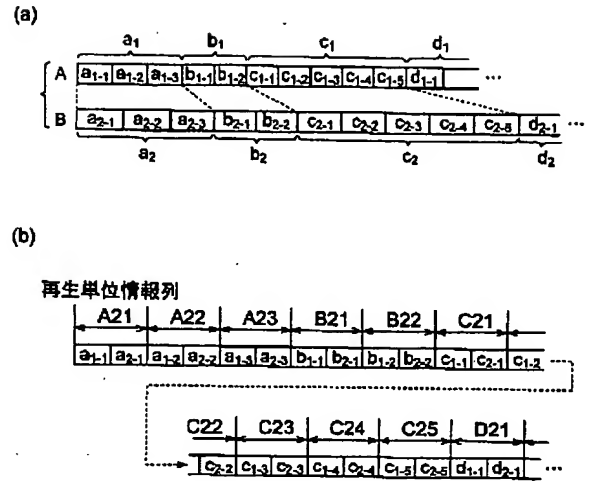 (a)
a1 b1 c1 d1
A a1-1 a1-2 a1-3 b1-1 b1-2 c1-1 c1-2 c1-3 c1-4 c1-5 d1-1 ...
B a2-1 a2-2 a2-3 b2-1 b2-2 c2-1 c2-2 c2-3 c2-4 c2-5 d2-1 ...
a2 b2 c2 d2
(b)
再生単位情報列
A21 A22 A23 B21 B22 C21
a1-1 a2-1 a1-2 a2-2 a1-3 a2-3 b1-1 b2-1 b1-2 b2-2 c1-1 c2-1 c1-2
C22 C23 C24 C25 D21
c2-2 c1-3 c2-3 c1-4 c2-4 c1-5 c2-5 d1-1 d2-1 ...